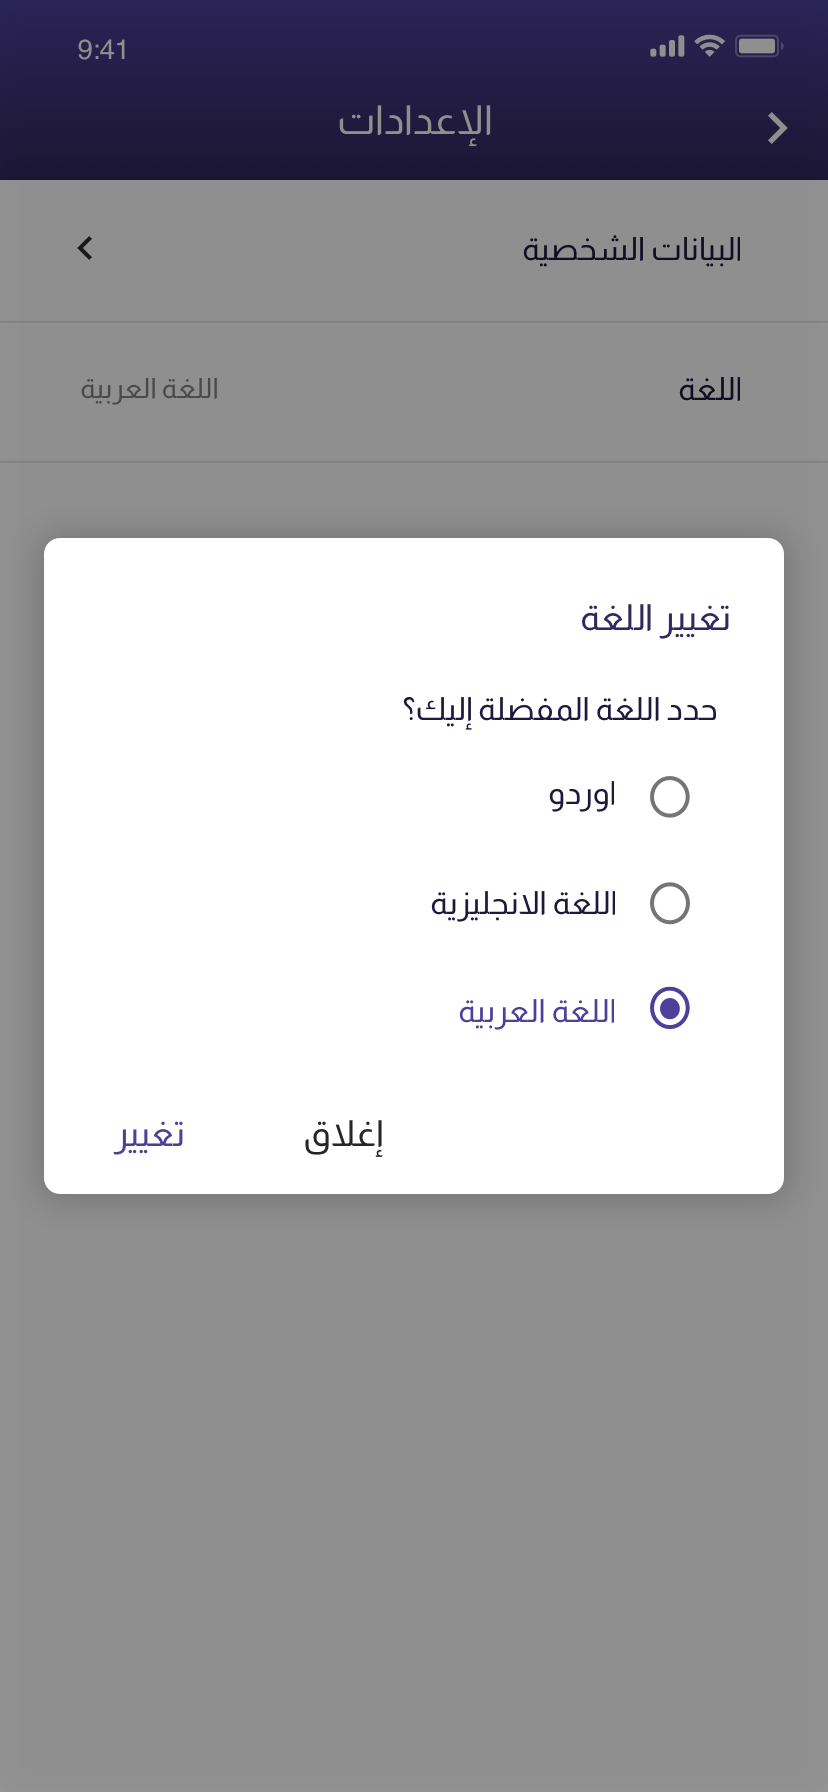 9:41
الإعدادات
البيانات الشخصية
اللغة اللغة العربية
تغيير اللغة
حدد اللغة المفضلة إليك؟
اوردو
اللغة الانجليزية
اللغة العربية
إغلاق تغيير